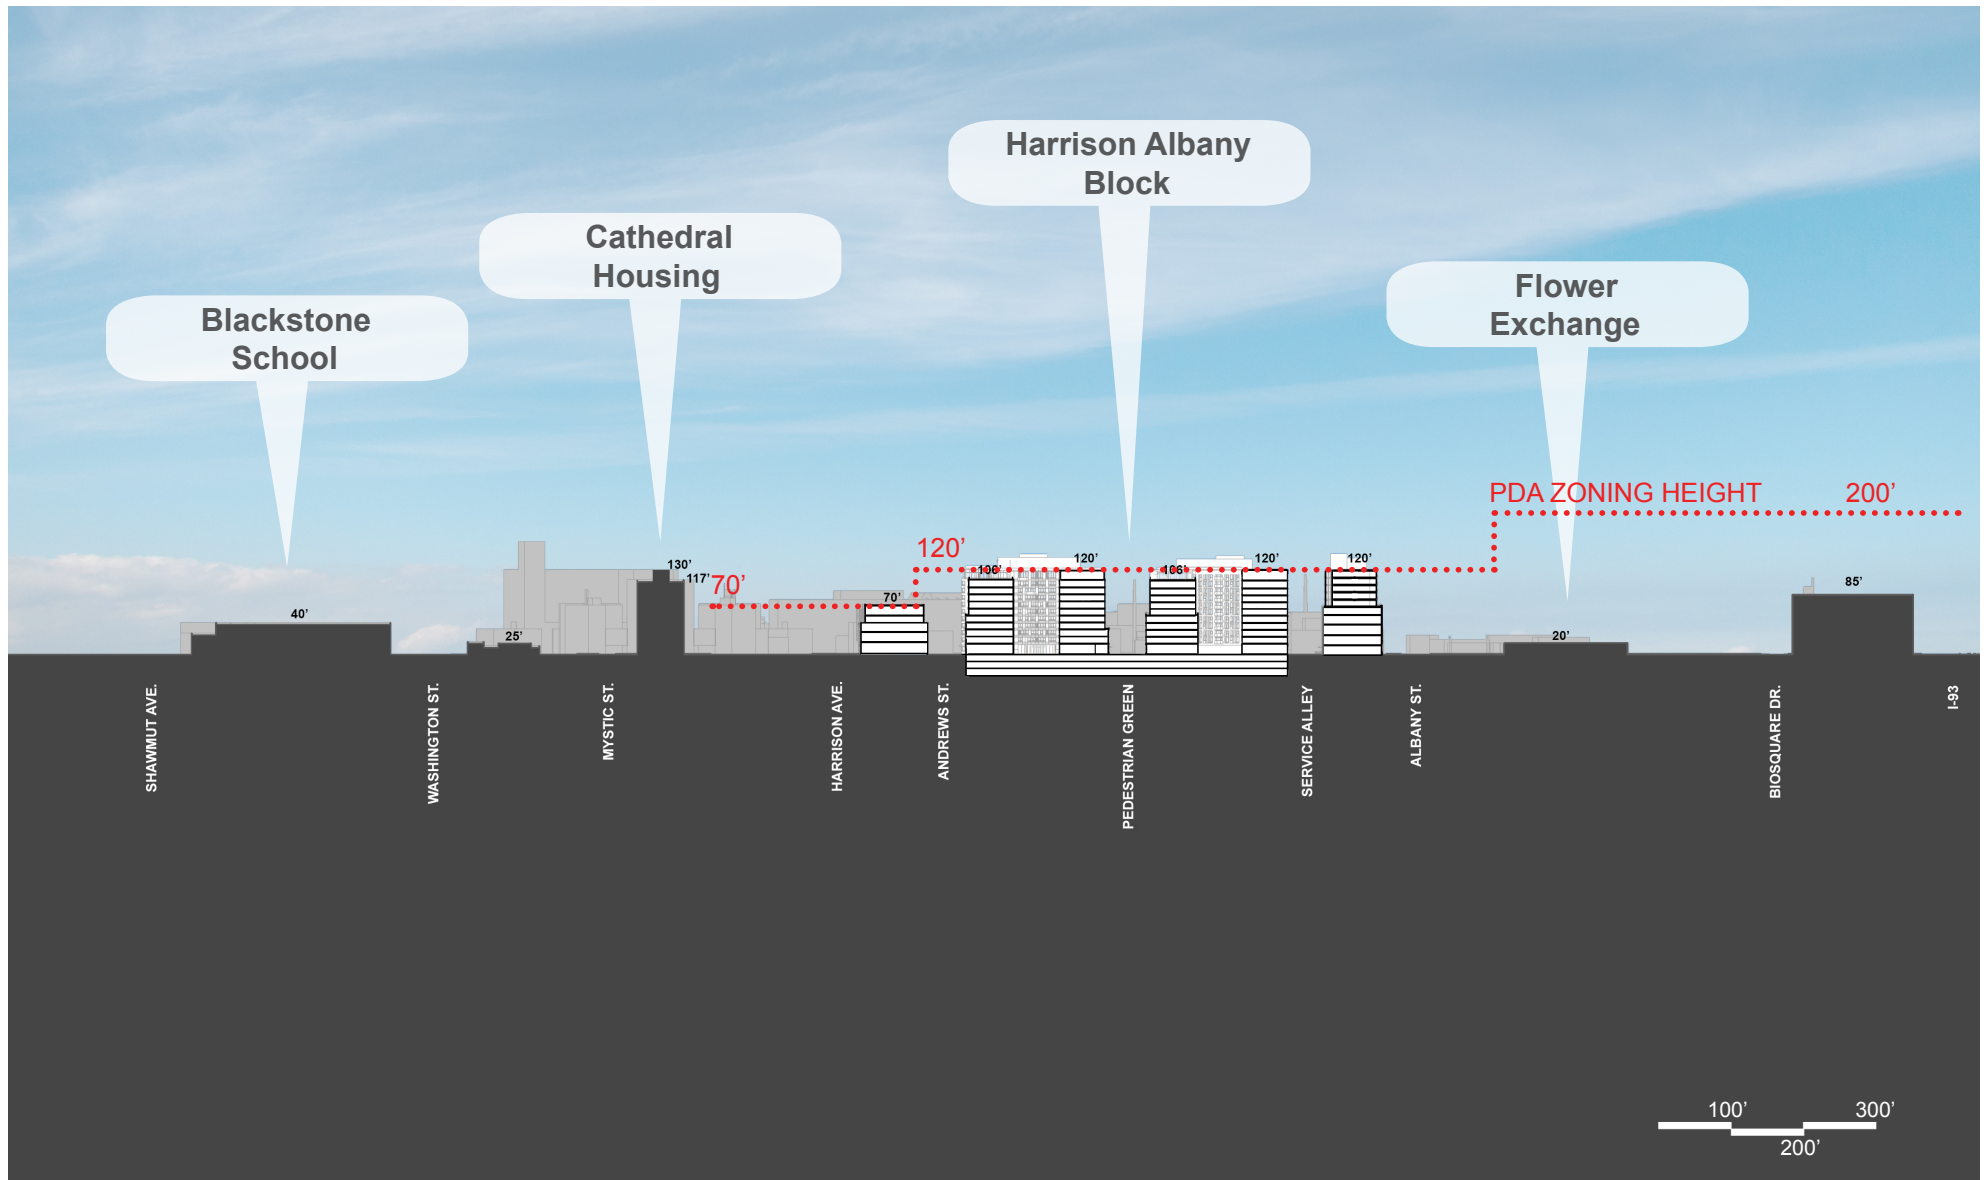 Harrison Albany
Block
Cathedral
Housing
Flower
Exchange
Blackstone
School
PDA ZONING HEIGHT 200’
120’
70’
130’
117’
40’
25’
70’
106’
120’
106’
120’
120’
20’
85’
SHAWMUT AVE.
WASHINGTON ST.
MYSTIC ST.
HARRISON AVE.
ANDREWS ST.
PEDESTRIAN GREEN
SERVICE ALLEY
ALBANY ST.
BIOSQUARE DR.
I-93
100’ 300’
200’